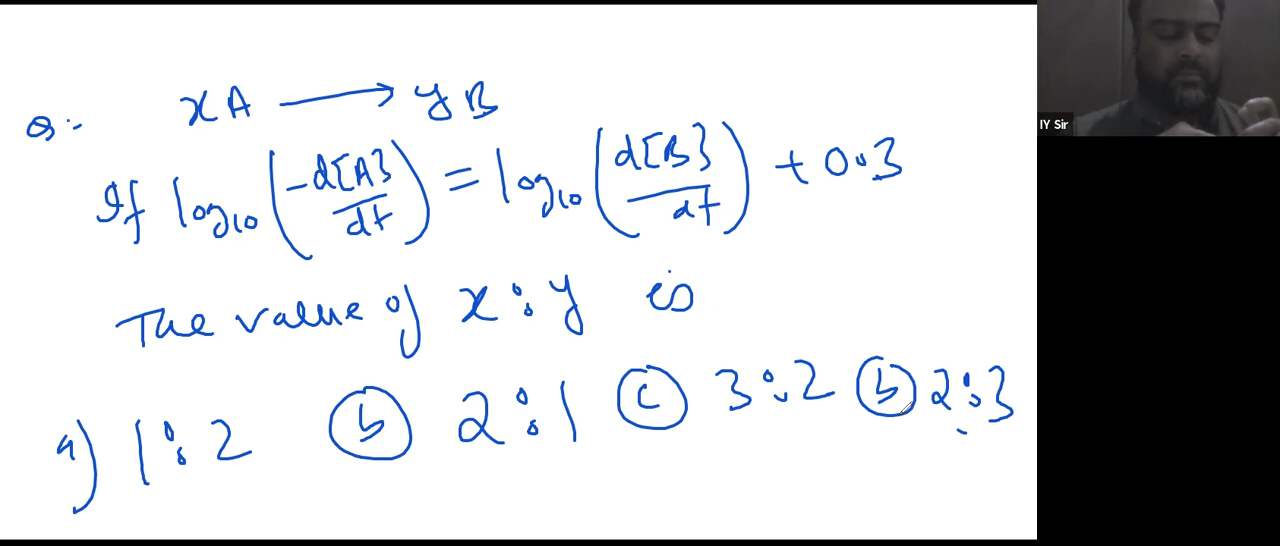 Q:- xA ⟶ yB
If log₁₀(-d[A]/dt) = log₁₀(d[B]/dt) + 0.3
The value of x:y is
a) 1:2 (b) 2:1 (c) 3:2 (b) 2:3
IY Sir